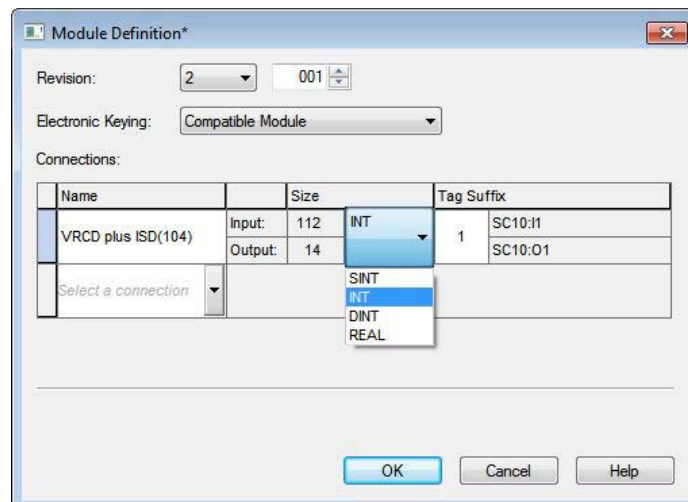 Module Definition*
Revision: 2 001
Electronic Keying: Compatible Module
Connections:
Name Size Tag Suffix
VRCD plus ISD(104) Input: 112 INT 1 SC10:I1
Output: 14 SC10:O1
Select a connection
SINT
INT
DINT
REAL
OK Cancel Help